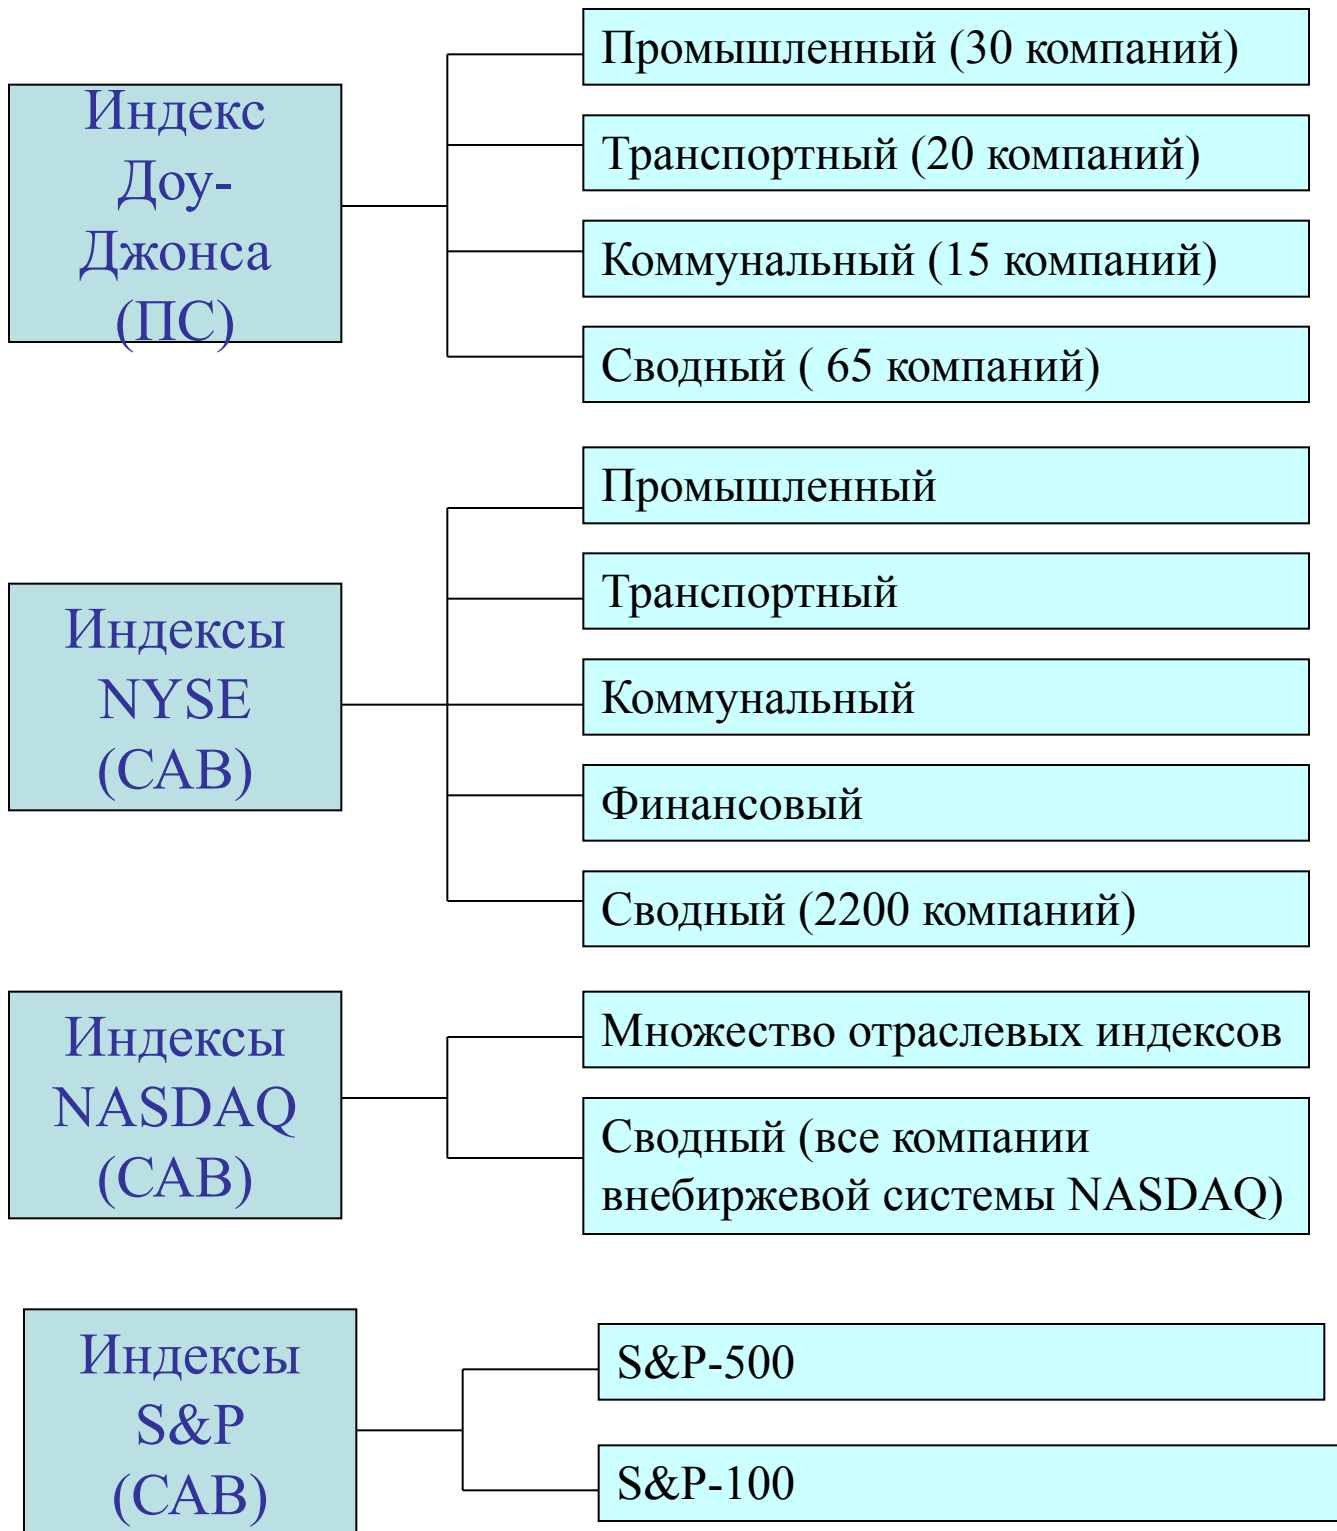 Индекс
Доу-
Джонса
(ПС)
Промышленный (30 компаний)
Транспортный (20 компаний)
Коммунальный (15 компаний)
Сводный ( 65 компаний)
Индексы
NYSE
(САВ)
Промышленный
Транспортный
Коммунальный
Финансовый
Сводный (2200 компаний)
Индексы
NASDAQ
(САВ)
Множество отраслевых индексов
Сводный (все компании
внебиржевой системы NASDAQ)
Индексы
S&P
(САВ)
S&P-500
S&P-100